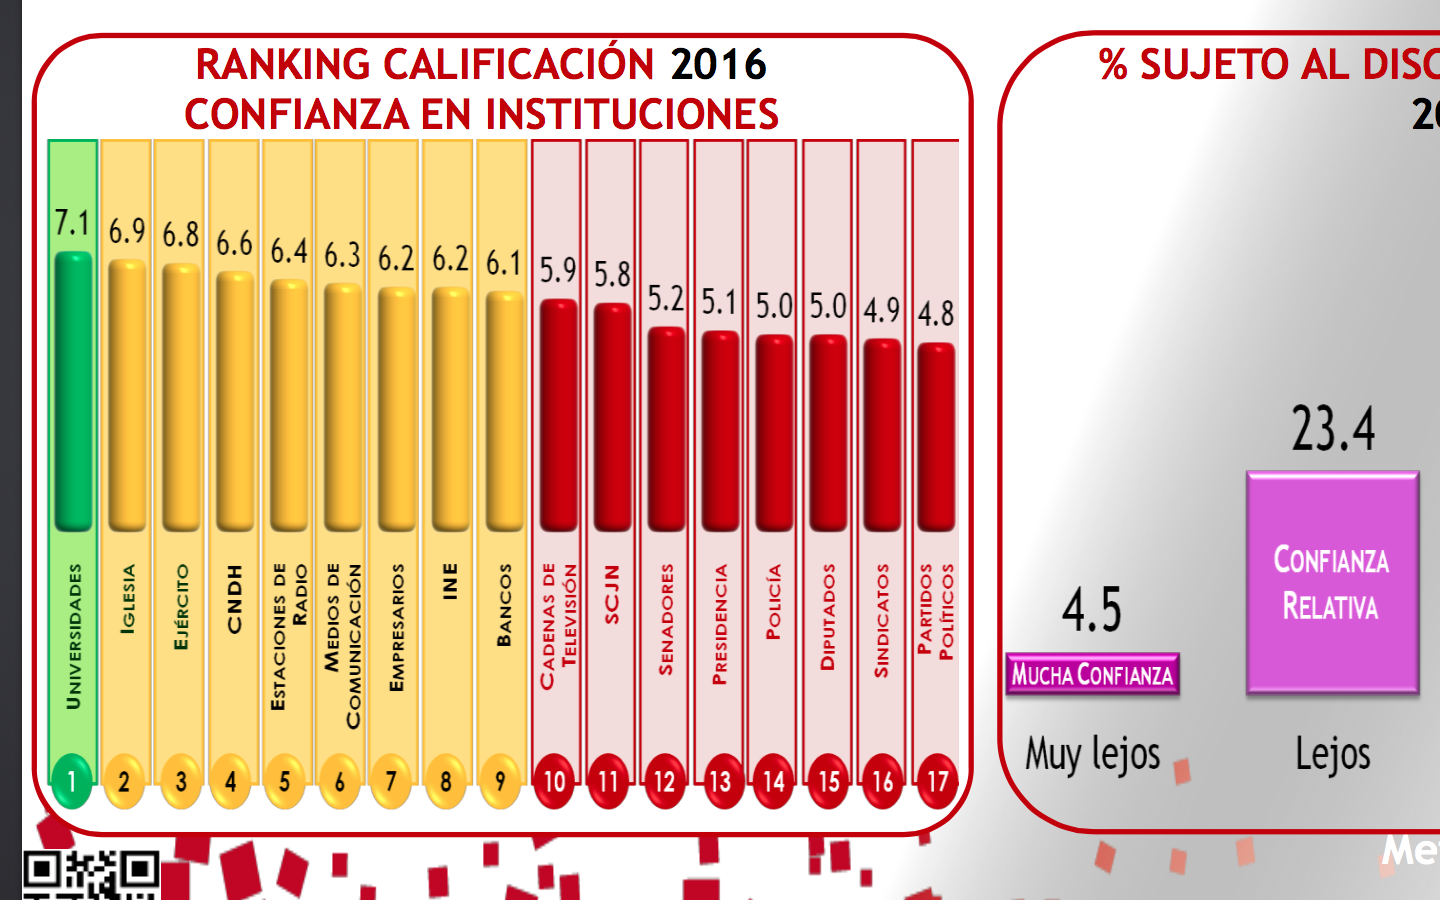 RANKING CALIFICACIÓN 2016
CONFIANZA EN INSTITUCIONES
7.1
6.9
6.8
6.6
6.4
6.3
6.2
6.2
6.1
5.9
5.8
5.2
5.1
5.0
5.0
4.9
4.8
UNIVERSIDADES
IGLESIA
EJÉRCITO
CNDH
ESTACIONES DE
RADIO
MEDIOS DE
COMUNICACIÓN
EMPRESARIOS
INE
BANCOS
CADENAS DE
TELEVISIÓN
SCJN
SENADORES
PRESIDENCIA
POLICÍA
DIPUTADOS
SINDICATOS
PARTIDOS
POLÍTICOS
1
2
3
4
5
6
7
8
9
10
11
12
13
14
15
16
17
% SUJETO AL
23.4
CONFIANZA
RELATIVA
4.5
MUCHA CONFIANZA
Muy lejos
Lejos